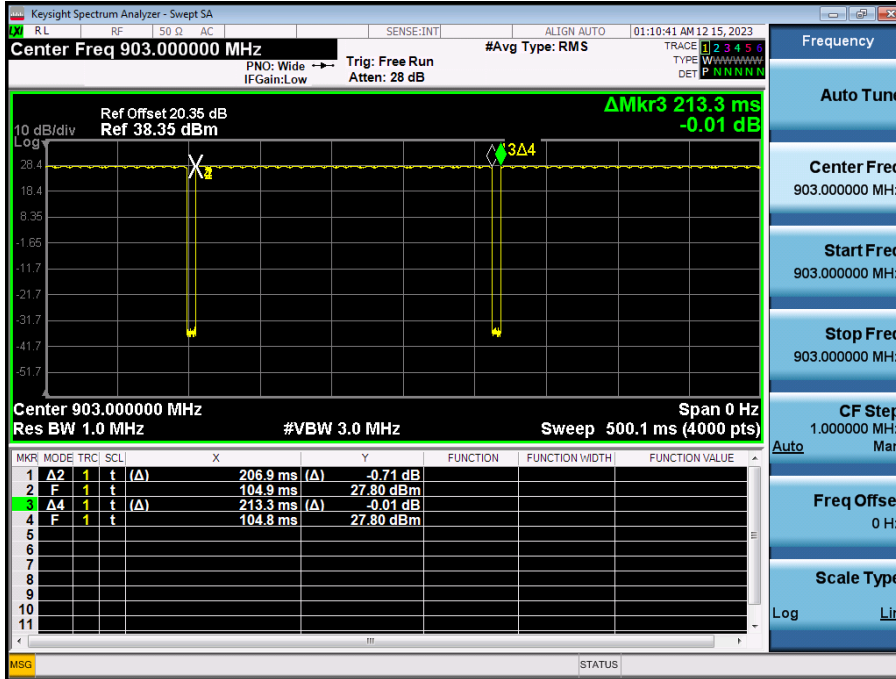 Keysight Spectrum Analyzer - Swept SA
LXI RL RF 50 Ω AC SENSE:INT ALIGN AUTO 01:10:41 AM 12 15, 2023
Center Freq 903.000000 MHz #Avg Type: RMS TRACE 1 2 3 4 5 6
PNO: Wide Trig: Free Run TYPE WWWWWW
IFGain:Low Atten: 28 dB DET P N N N N N
ΔMkr3 213.3 ms
-0.01 dB
Ref Offset 20.35 dB
10 dB/div Ref 38.35 dBm
Log
3Δ4
28.4
18.4
8.35
-1.65
-11.7
-21.7
-31.7
-41.7
-51.7
Center 903.000000 MHz Span 0 Hz
Res BW 1.0 MHz #VBW 3.0 MHz Sweep 500.1 ms (4000 pts)
MKR MODE TRC SCL X Y FUNCTION FUNCTION WIDTH FUNCTION VALUE
1 Δ2 1 t (Δ) 206.9 ms (Δ) -0.71 dB
2 F 1 t 104.9 ms 27.80 dBm
3 Δ4 1 t (Δ) 213.3 ms (Δ) -0.01 dB
4 F 1 t 104.8 ms 27.80 dBm
5
6
7
8
9
10
11
MSG STATUS
Frequency
Auto Tune
Center Freq
903.000000 MHz
Start Freq
903.000000 MHz
Stop Freq
903.000000 MHz
CF Step
1.000000 MHz
Auto Man
Freq Offset
0 Hz
Scale Type
Log Lin